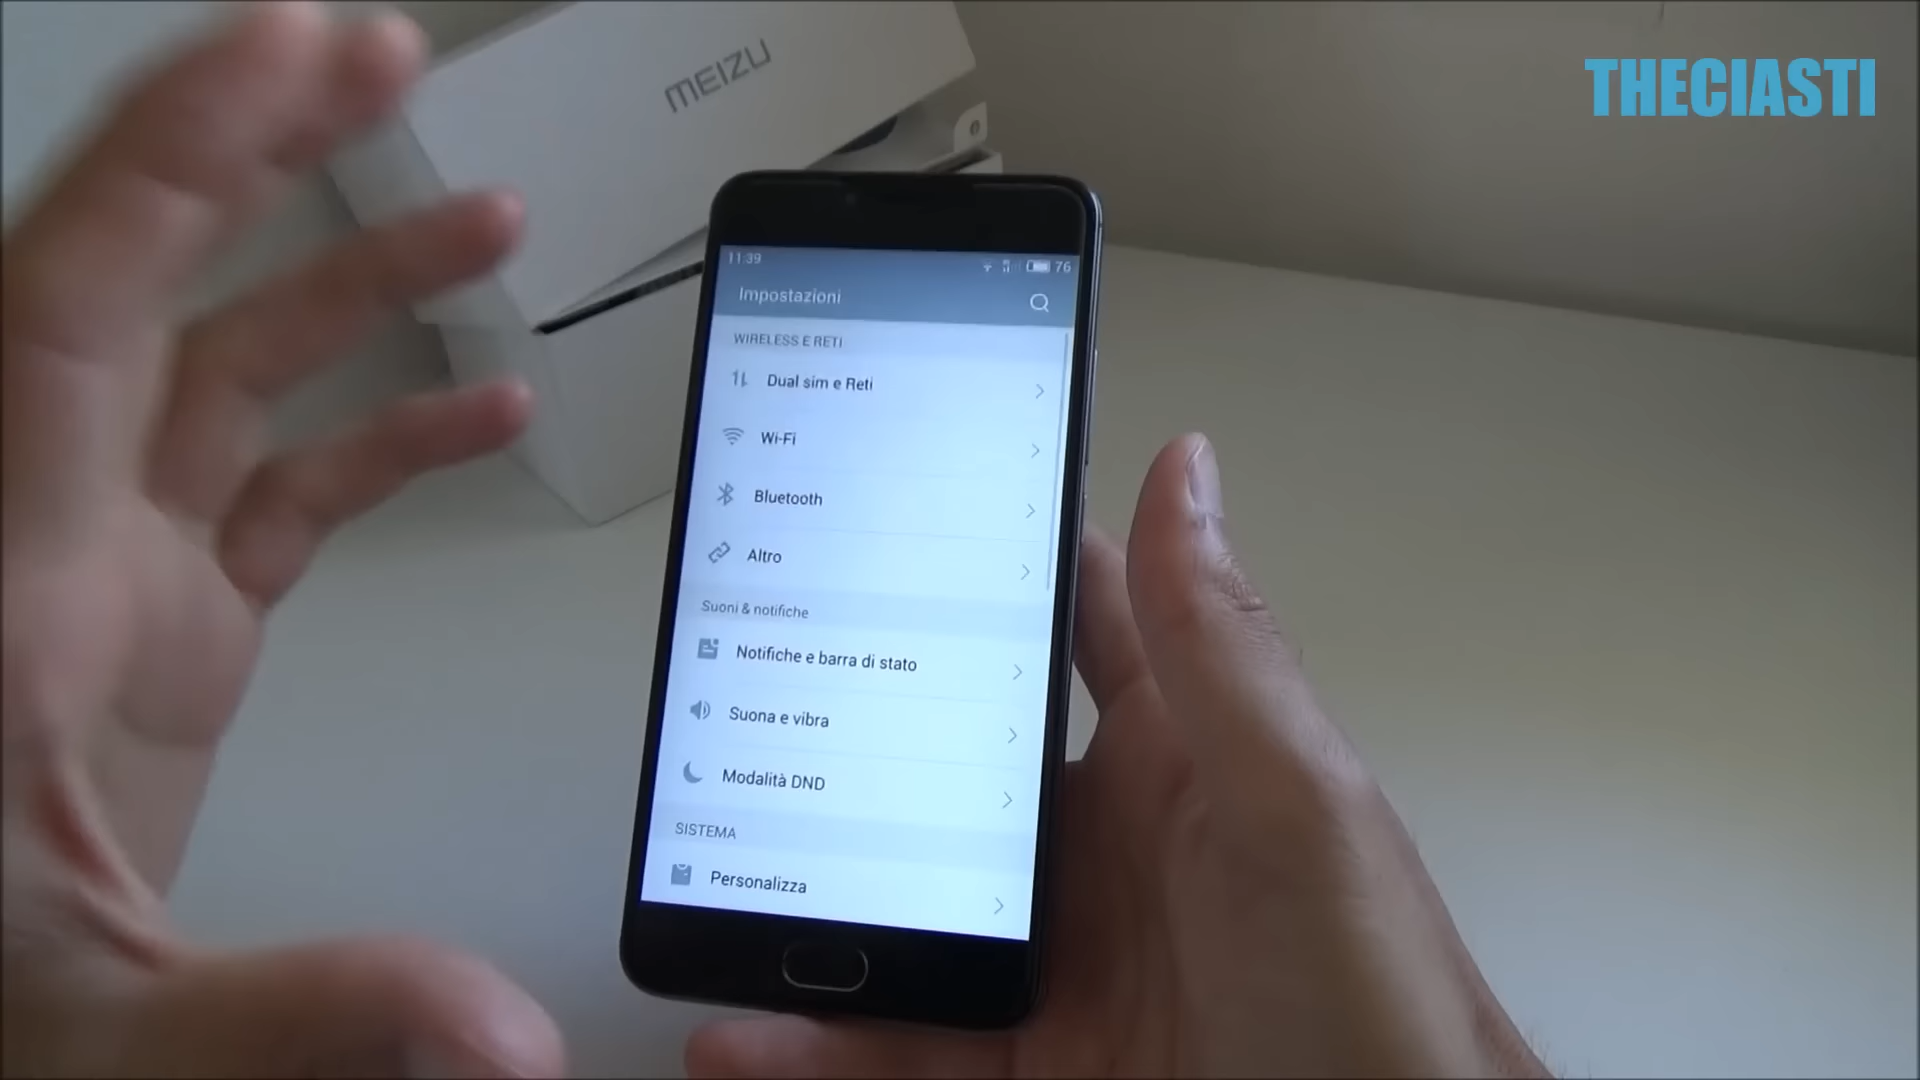 THECIASTI
MEIZU
11:39
76
Impostazioni
WIRELESS E RETI
Dual sim e Reti
Wi-Fi
Bluetooth
Altro
Suoni & notifiche
Notifiche e barra di stato
Suona e vibra
Modalità DND
SISTEMA
Personalizza